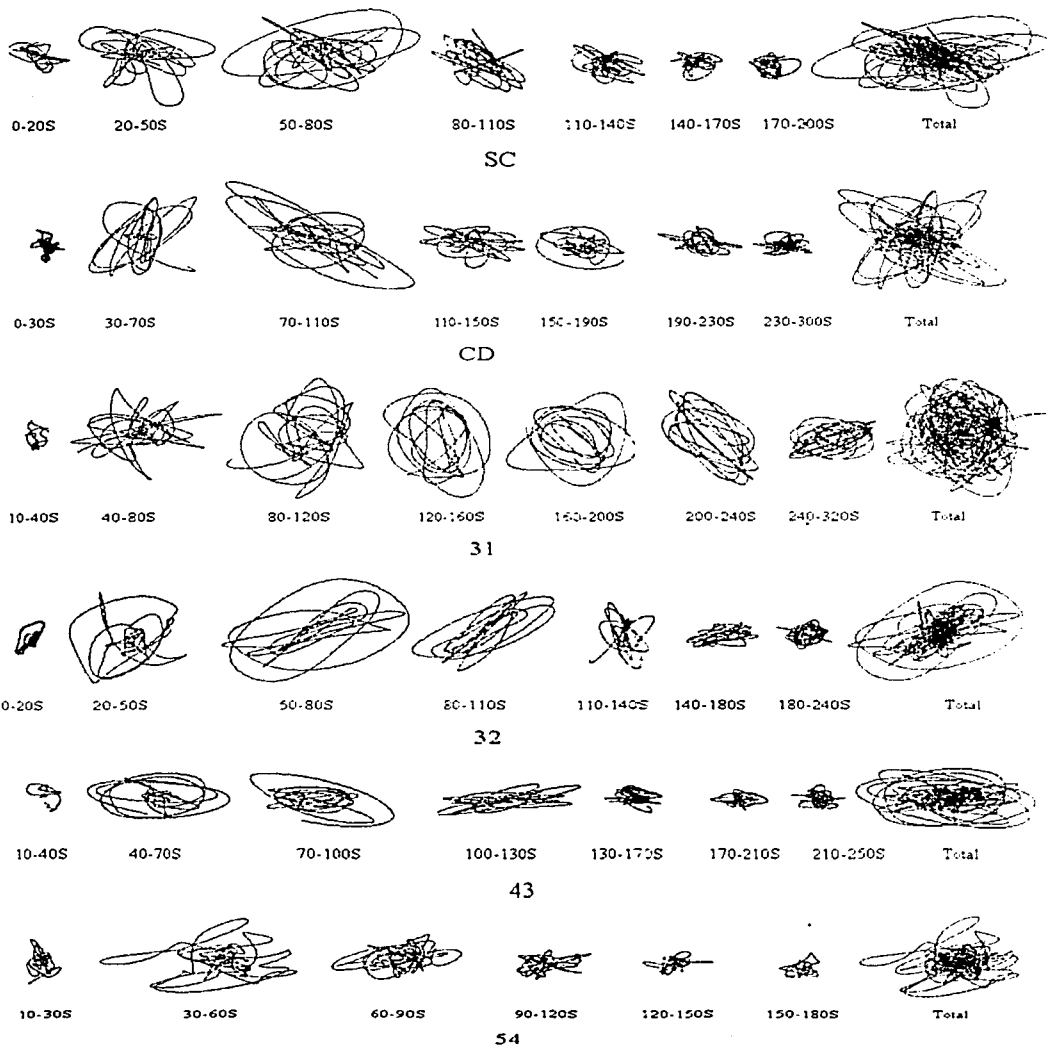 0-20S 20-50S 50-80S 80-110S 110-140S 140-170S 170-200S Total
SC
0-30S 30-70S 70-110S 110-150S 150-190S 190-230S 230-300S Total
CD
10-40S 40-80S 80-120S 120-160S 160-200S 200-240S 240-320S Total
31
0-20S 20-50S 50-80S 80-110S 110-140S 140-180S 180-240S Total
32
10-40S 40-70S 70-100S 100-130S 130-170S 170-210S 210-250S Total
43
10-30S 30-60S 60-90S 90-120S 120-150S 150-180S Total
54